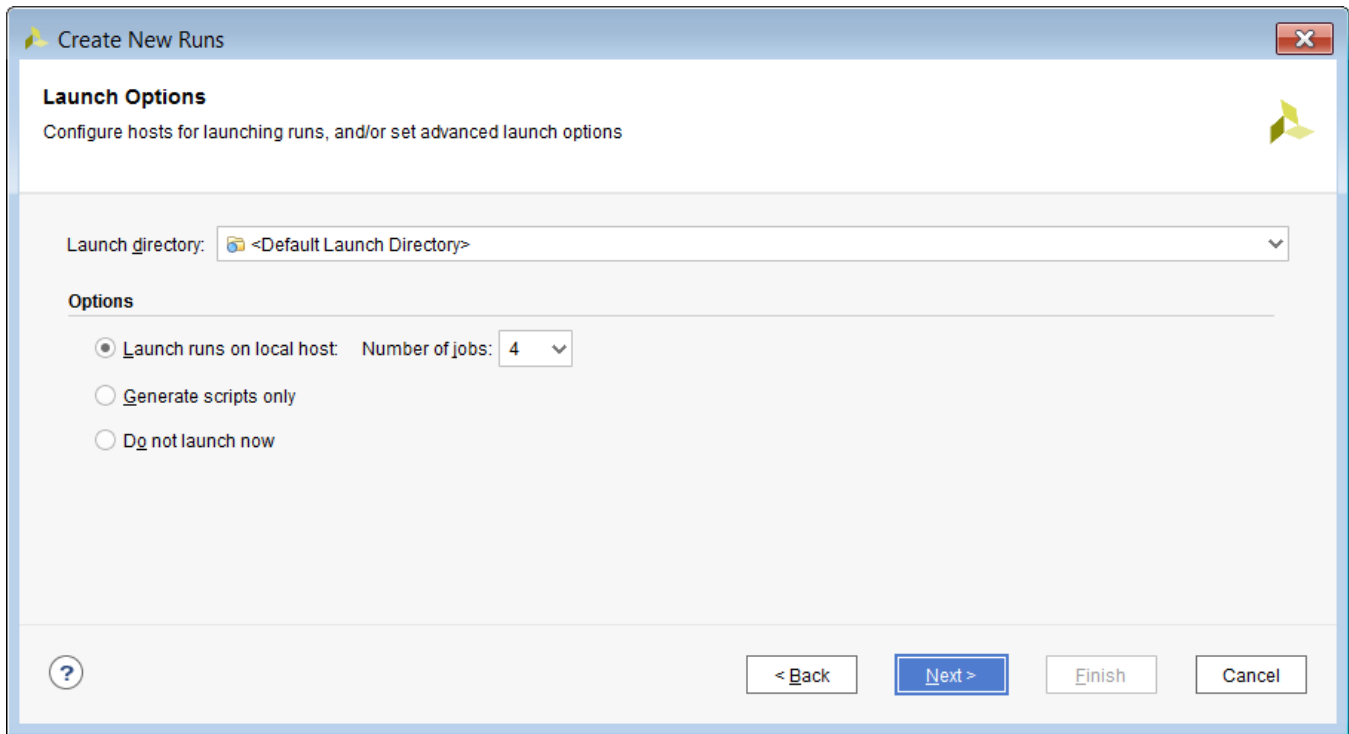 Create New Runs
Launch Options
Configure hosts for launching runs, and/or set advanced launch options
Launch directory: <Default Launch Directory>
Options
Launch runs on local host: Number of jobs: 4
Generate scripts only
Do not launch now
? < Back Next > Finish Cancel